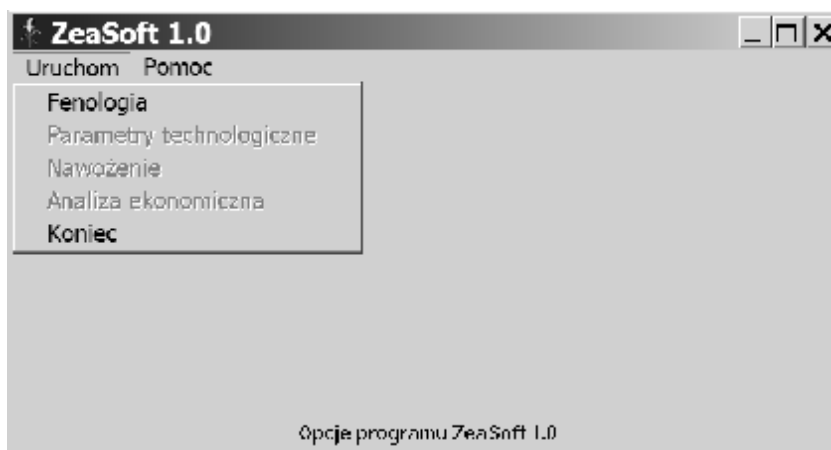 ZeaSoft 1.0
Uruchom Pomoc
Fenologia
Parametry technologiczne
Nawożenie
Analiza ekonomiczna
Koniec
Opcje programu ZeaSoft 1.0